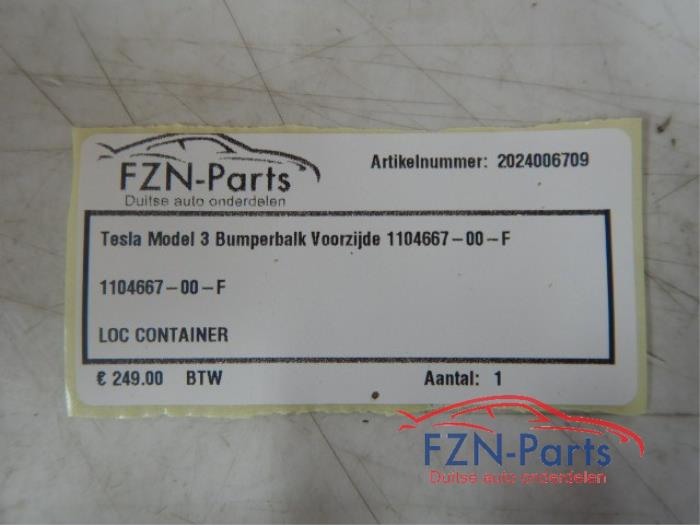 FZN-Parts
Duitse auto onderdelen
Artikelnummer: 2024006709
Tesla Model 3 Bumperbalk Voorzijde 1104667-00-F
1104667-00-F
LOC CONTAINER
€ 249.00 BTW Aantal: 1
FZN-Parts
Duitse auto onderdelen